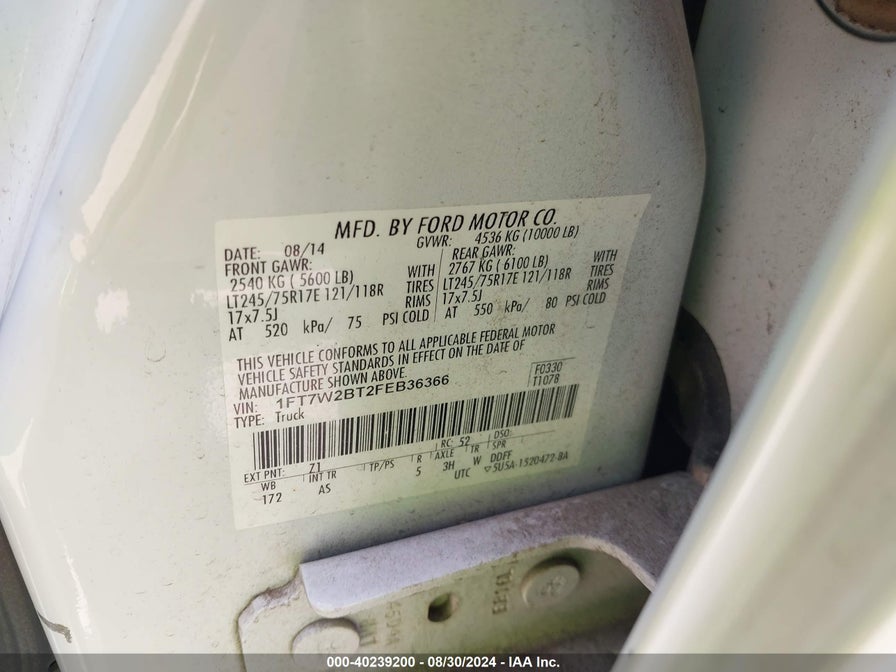 MFD. BY FORD MOTOR CO.
DATE: 08/14 GVWR: 4536 KG (10000 LB)
FRONT GAWR: REAR GAWR:
2540 KG ( 5600 LB) WITH 2767 KG ( 6100 LB) WITH
LT245/75R17E 121/118R TIRES LT245/75R17E 121/118R TIRES
17x7.5J RIMS 17x7.5J RIMS
AT 520 kPa/ 75 PSI COLD AT 550 kPa/ 80 PSI COLD
THIS VEHICLE CONFORMS TO ALL APPLICABLE FEDERAL MOTOR
VEHICLE SAFETY STANDARDS IN EFFECT ON THE DATE OF
MANUFACTURE SHOWN ABOVE.
VIN: 1FT7W2BT2FEB36366 F0330
TYPE: Truck T1078
EXT PNT: Z1 RC: 52 DSO:
WB INT TR TP/PS R AXLE TR SPR
172 AS 5 3H W DDFF
UTC ▽5U5A-1520472-BA
000-40239200 - 08/30/2024 - IAA Inc.